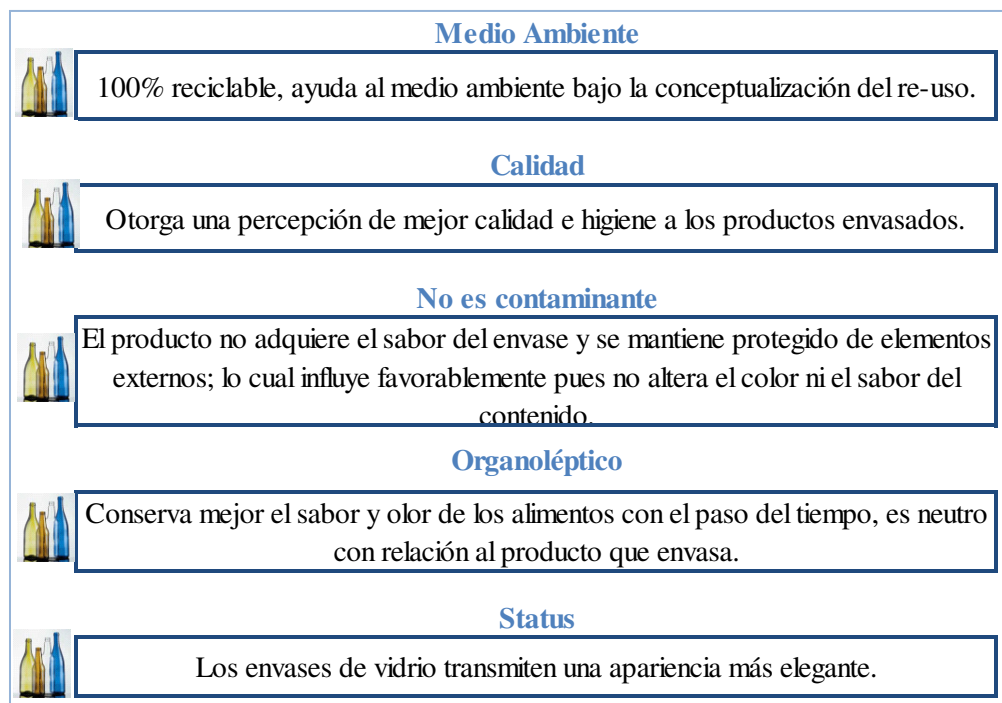 Medio Ambiente
100% reciclable, ayuda al medio ambiente bajo la conceptualización del re-uso.
Calidad
Otorga una percepción de mejor calidad e higiene a los productos envasados.
No es contaminante
El producto no adquiere el sabor del envase y se mantiene protegido de elementos
externos; lo cual influye favorablemente pues no altera el color ni el sabor del
contenido.
Organoléptico
Conserva mejor el sabor y olor de los alimentos con el paso del tiempo, es neutro
con relación al producto que envasa.
Status
Los envases de vidrio transmiten una apariencia más elegante.